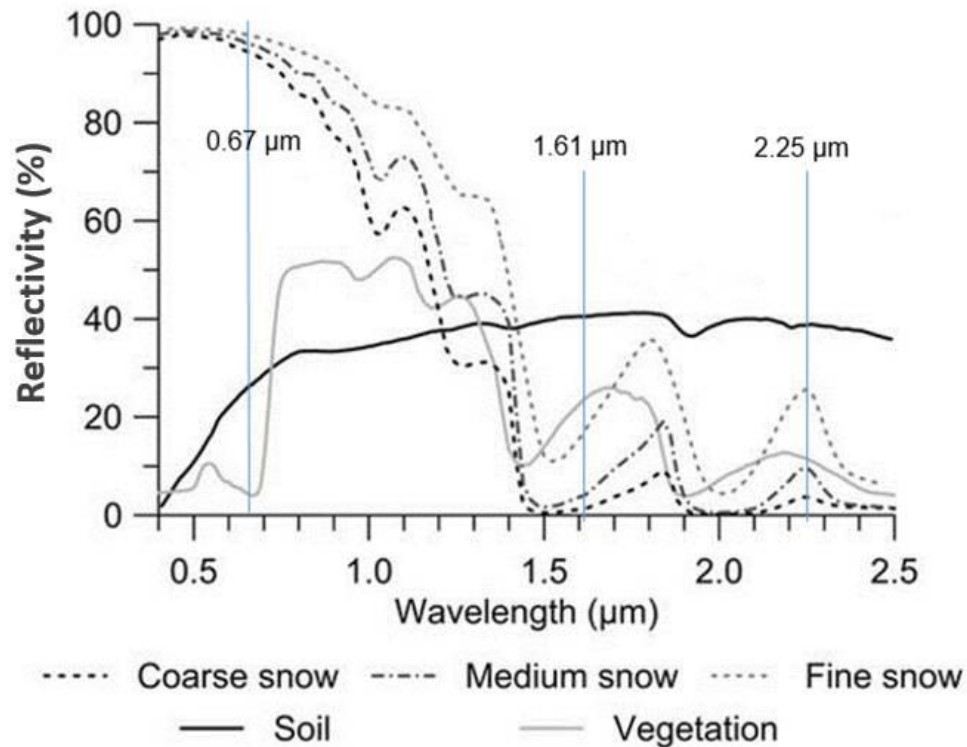 100
80
60
40
20
0
Reflectivity (%)
0.67 µm
1.61 µm
2.25 µm
0.5 1.0 1.5 2.0 2.5
Wavelength (µm)
Coarse snow Medium snow Fine snow
Soil Vegetation